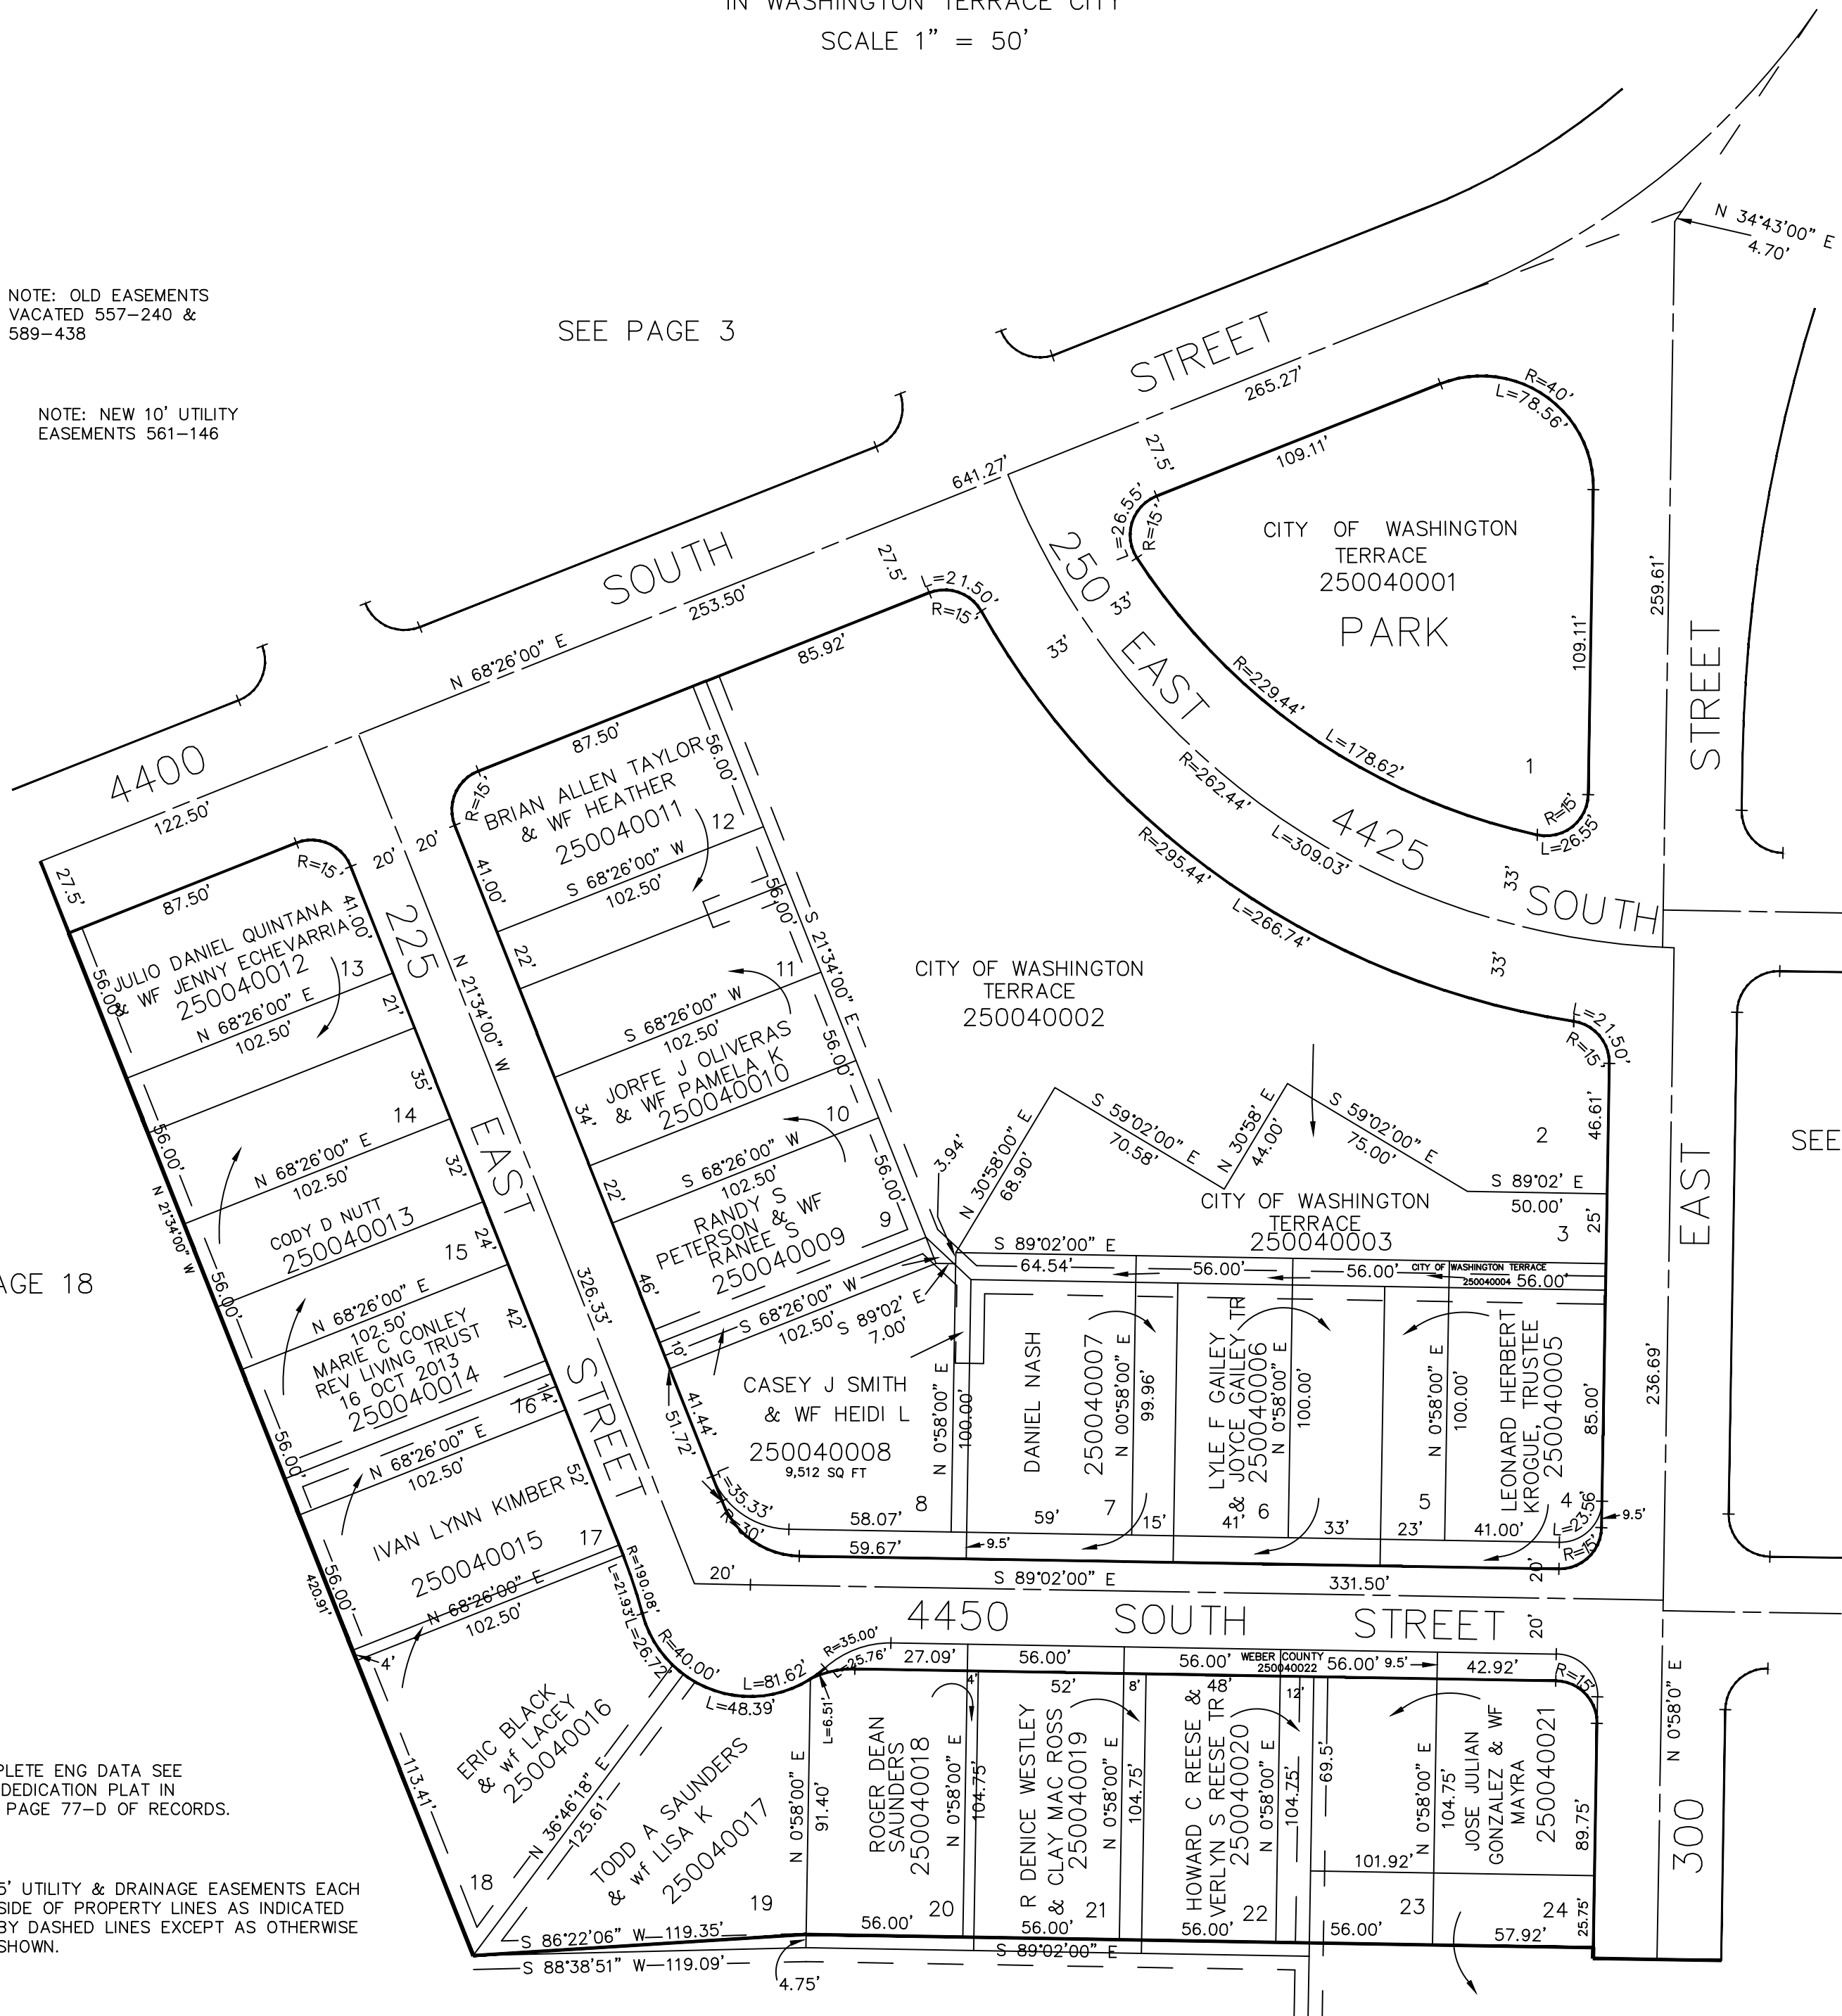 IN WASHINGTON TERRACE CITY
SCALE 1" = 50'
N 34°43'00" E
4.70'
NOTE: OLD EASEMENTS
VACATED 557-240 &
589-438
SEE PAGE 3
NOTE: NEW 10' UTILITY
EASEMENTS 561-146
4400
SOUTH
STREET
122.50'
N 68°26'00" E
253.50'
641.27'
265.27'
27.5'
27.5'
27.5'
R=40'
L=78.56'
109.11'
L=26.55'
R=15'
CITY OF WASHINGTON
TERRACE
250040001
PARK
109.11'
259.61'
1
R=15'
L=26.55'
R=229.44'
L=178.62'
250
EAST
4425
SOUTH
33'
33'
33'
33'
R=262.44'
L=309.03'
R=295.44'
L=266.74'
L=21.50'
R=15'
85.92'
87.50'
R=15'
BRIAN ALLEN TAYLOR
& WF HEATHER
250040011
12
56.00'
S 68°26'00" W
102.50'
41.00'
20'
20'
R=15'
87.50'
JULIO DANIEL QUINTANA
& WF JENNY ECHEVARRIA
250040012
13
41.00'
56.00'
N 68°26'00" E
102.50'
21'
225
EAST
STREET
N 21°34'00" W
326.33'
22'
56.00'
S 21°34'00" E
11
S 68°26'00" W
102.50'
JORFE J OLIVERAS
& WF PAMELA K
250040010
56.00'
34'
10
S 68°26'00" W
102.50'
22'
RANDY S
PETERSON & WF
RANEE S
250040009
9
56.00'
46'
S 68°26'00" W
102.50'
10'
S 89°02' E
7.00'
3.94'
35'
14
56.00'
N 68°26'00" E
102.50'
32'
CODY D NUTT
250040013
15
24'
N 21°34'00" W
56.00'
N 68°26'00" E
102.50'
42'
MARIE C CONLEY
REV LIVING TRUST
16 OCT 2013
250040014
16
14'
56.00'
N 68°26'00" E
102.50'
52'
IVAN LYNN KIMBER
250040015
17
56.00'
420.91'
N 68°26'00" E
102.50'
4'
AGE 18
CITY OF WASHINGTON
TERRACE
250040002
L=21.50'
R=15'
46.61'
2
SEE
N 30°58'00" E
68.90'
S 59°02'00" E
70.58'
N 30°58' E
44.00'
S 59°02'00" E
75.00'
S 89°02' E
50.00'
25'
3
CITY OF WASHINGTON
TERRACE
250040003
S 89°02'00" E
64.54'
56.00'
56.00'
CITY OF WASHINGTON TERRACE
250040004
56.00'
CASEY J SMITH
& WF HEIDI L
250040008
9,512 SQ FT
8
41.44'
51.72'
L=35.33'
R=30'
58.07'
59.67'
N 0°58'00" E
100.00'
DANIEL NASH
250040007
7
59'
9.5'
N 00°58'00" E
99.96'
15'
LYLE F GAILEY
& JOYCE GAILEY TR
250040006
6
41'
N 0°58'00" E
100.00'
33'
5
23'
N 0°58'00" E
100.00'
LEONARD HERBERT
KROGUE, TRUSTEE
250040005
4
41.00'
85.00'
L=23.56
R=15'
9.5'
20'
STREET
EAST
300
236.69'
N 0°58'0" E
20'
S 89°02'00" E
331.50'
4450
SOUTH
STREET
20'
R=190.08'
L=21.93'
L=26.72'
R=40.00'
L=81.62'
L=48.39'
R=35.00'
L=25.76'
L=6.51'
27.09'
56.00'
56.00'
WEBER COUNTY
250040022
56.00'
9.5'
42.92'
R=15'
ERIC BLACK
& wf LACEY
250040016
18
113.41'
N 36°46'18" E
125.61'
TODD A SAUNDERS
& wf LISA K
250040017
19
N 0°58'00" E
91.40'
ROGER DEAN
SAUNDERS
250040018
20
4'
N 0°58'00" E
104.75'
52'
R DENICE WESTLEY
& CLAY MAC ROSS
250040019
21
8'
N 0°58'00" E
104.75'
48'
HOWARD C REESE &
VERLYN S REESE TR
250040020
22
12'
N 0°58'00" E
104.75'
69.5'
N 0°58'00" E
104.75'
JOSE JULIAN
GONZALEZ & WF
MAYRA
250040021
89.75'
101.92'
23
24
25.75'
S 86°22'06" W
119.35'
56.00'
56.00'
56.00'
56.00'
57.92'
S 89°02'00" E
S 88°38'51" W
119.09'
4.75'
PLETE ENG DATA SEE
DEDICATION PLAT IN
PAGE 77-D OF RECORDS.
5' UTILITY & DRAINAGE EASEMENTS EACH
SIDE OF PROPERTY LINES AS INDICATED
BY DASHED LINES EXCEPT AS OTHERWISE
SHOWN.